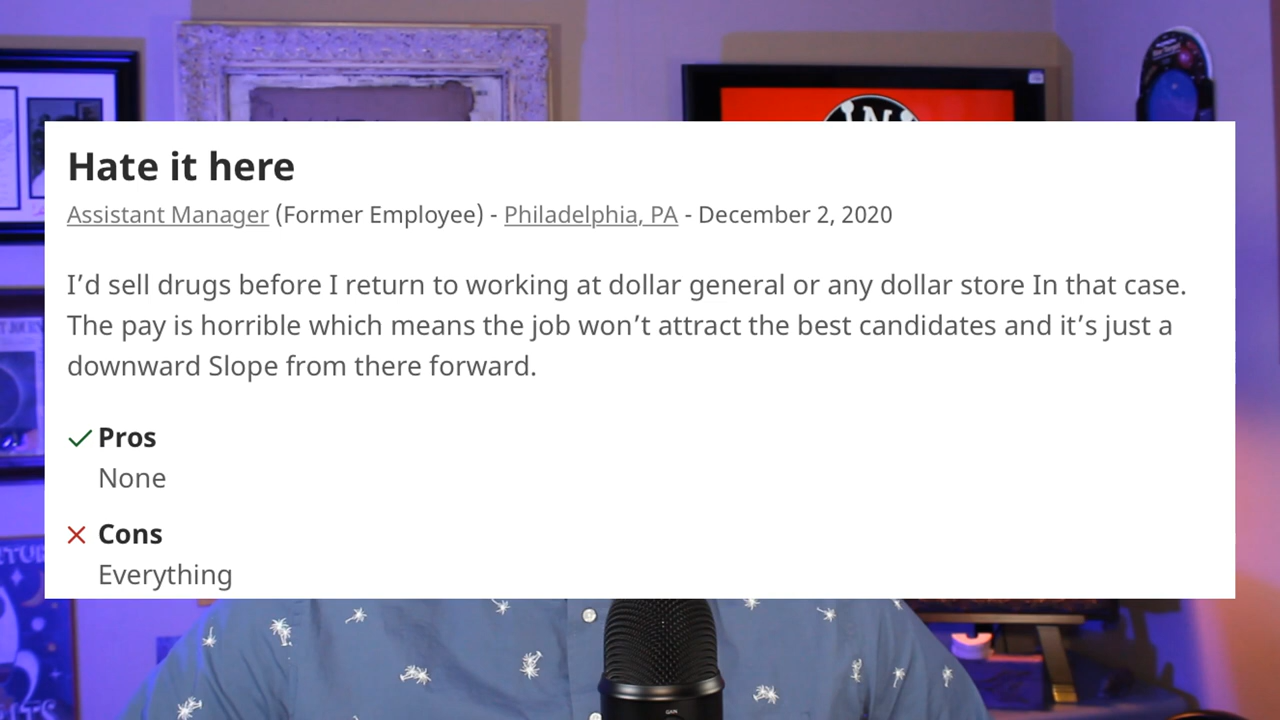 Hate it here
Assistant Manager (Former Employee) - Philadelphia, PA - December 2, 2020
I’d sell drugs before I return to working at dollar general or any dollar store In that case.
The pay is horrible which means the job won’t attract the best candidates and it’s just a
downward Slope from there forward.
Pros
None
Cons
Everything
GAIN